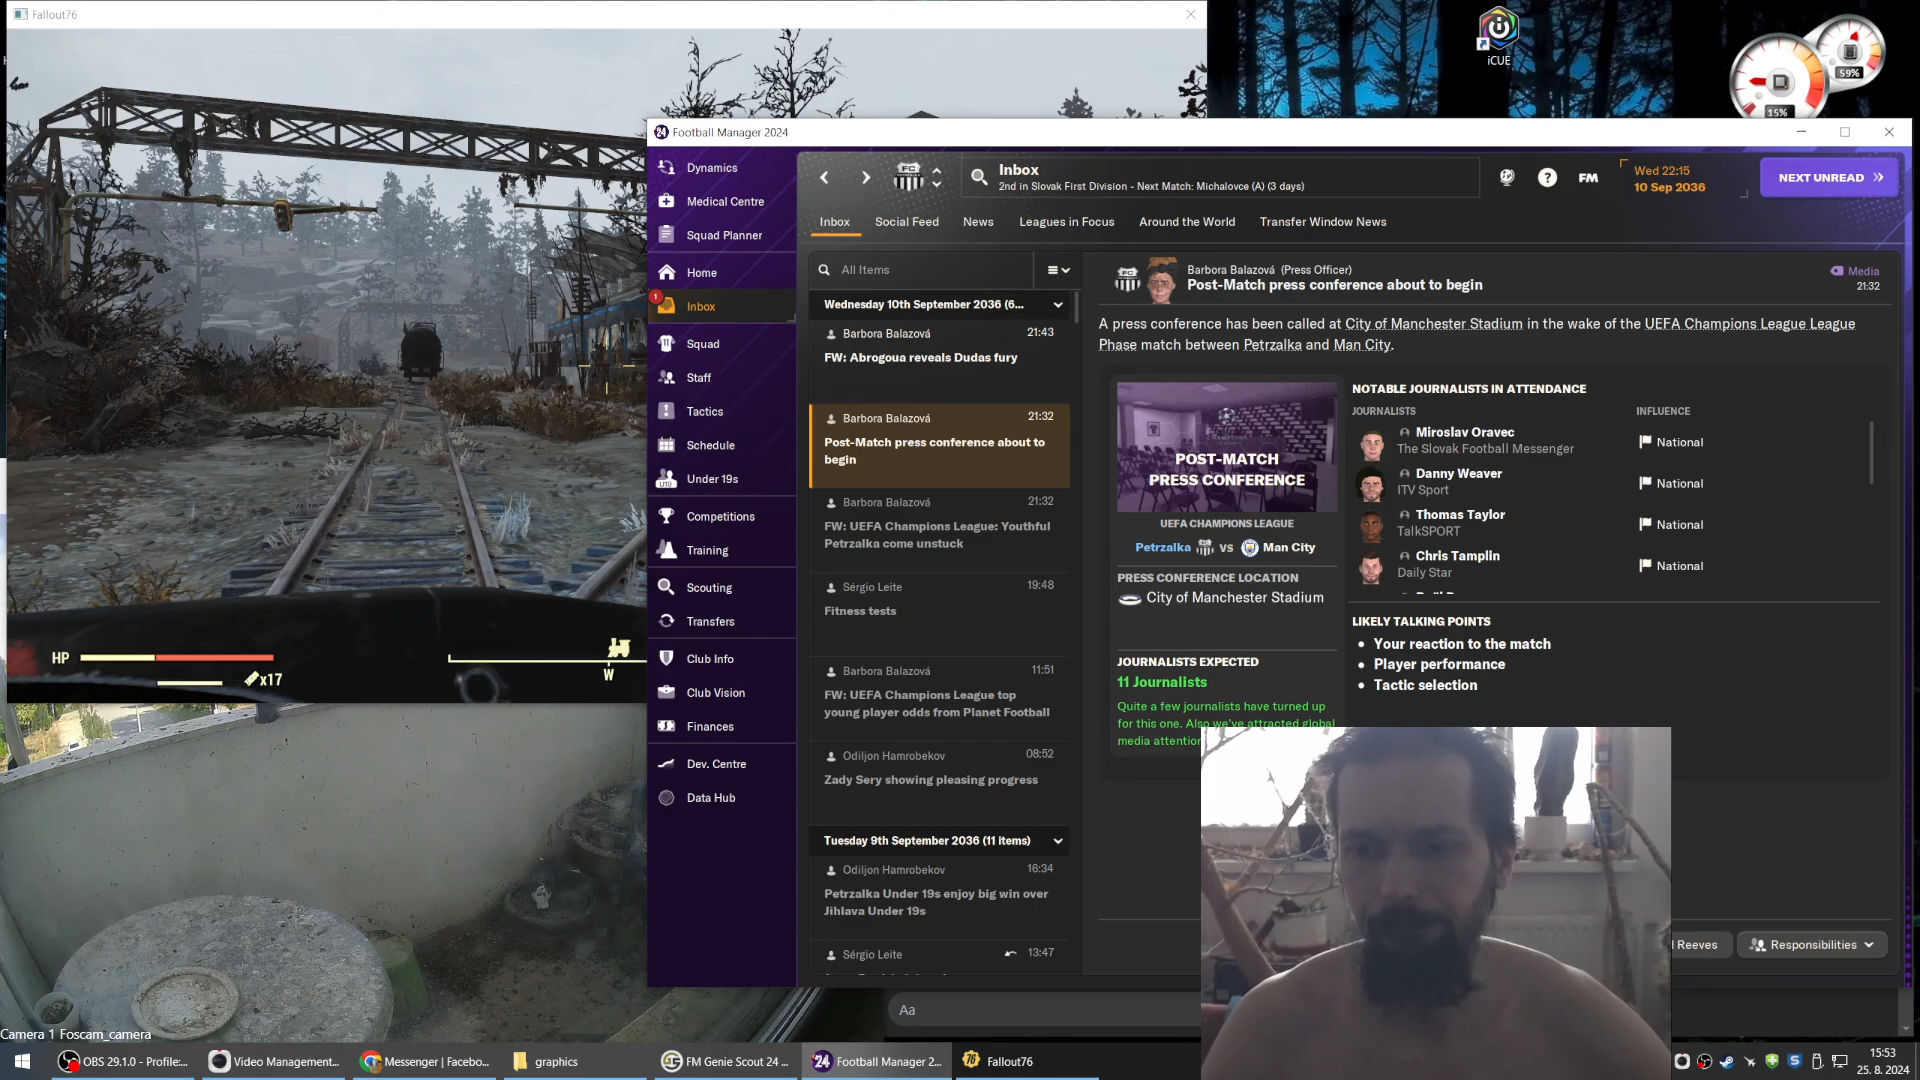 Fallout76
iCUE
59%
15%
HP
x17
W
Football Manager 2024
Dynamics
Medical Centre
Squad Planner
Home
1
Inbox
Squad
Staff
Tactics
Schedule
U19
Under 19s
Competitions
Training
Scouting
Transfers
Club Info
Club Vision
Finances
Dev. Centre
Data Hub
FC
Inbox
2nd in Slovak First Division - Next Match: Michalovce (A) (3 days)
FM
Wed 22:15
10 Sep 2036
NEXT UNREAD
Inbox
Social Feed
News
Leagues in Focus
Around the World
Transfer Window News
All Items
Wednesday 10th September 2036 (6...
Barbora Balazová 21:43
FW: Abrogoua reveals Dudas fury
Barbora Balazová 21:32
Post-Match press conference about to
begin
Barbora Balazová 21:32
FW: UEFA Champions League: Youthful
Petrzalka come unstuck
Sérgio Leite 19:48
Fitness tests
Barbora Balazová 11:51
FW: UEFA Champions League top
young player odds from Planet Football
Odiljon Hamrobekov 08:52
Zady Sery showing pleasing progress
Tuesday 9th September 2036 (11 items)
Odiljon Hamrobekov 16:34
Petrzalka Under 19s enjoy big win over
Jihlava Under 19s
Sérgio Leite 13:47
Barbora Balazová (Press Officer)
Post-Match press conference about to begin
Media
21:32
A press conference has been called at City of Manchester Stadium in the wake of the UEFA Champions League League
Phase match between Petrzalka and Man City.
POST-MATCH
PRESS CONFERENCE
UEFA CHAMPIONS LEAGUE
Petrzalka VS Man City
PRESS CONFERENCE LOCATION
City of Manchester Stadium
JOURNALISTS EXPECTED
11 Journalists
Quite a few journalists have turned up
for this one. Also we've attracted global
media attention
NOTABLE JOURNALISTS IN ATTENDANCE
JOURNALISTS INFLUENCE
Miroslav Oravec
The Slovak Football Messenger
National
Danny Weaver
ITV Sport
National
Thomas Taylor
TalkSPORT
National
Chris Tamplin
Daily Star
National
LIKELY TALKING POINTS
Your reaction to the match
Player performance
Tactic selection
Reeves
Responsibilities
Aa
Camera 1 Foscam_camera
OBS 29.1.0 - Profile:...
Video Management...
Messenger | Facebo...
graphics
FM Genie Scout 24 ...
Football Manager 2...
Fallout76
15:53
25. 8. 2024